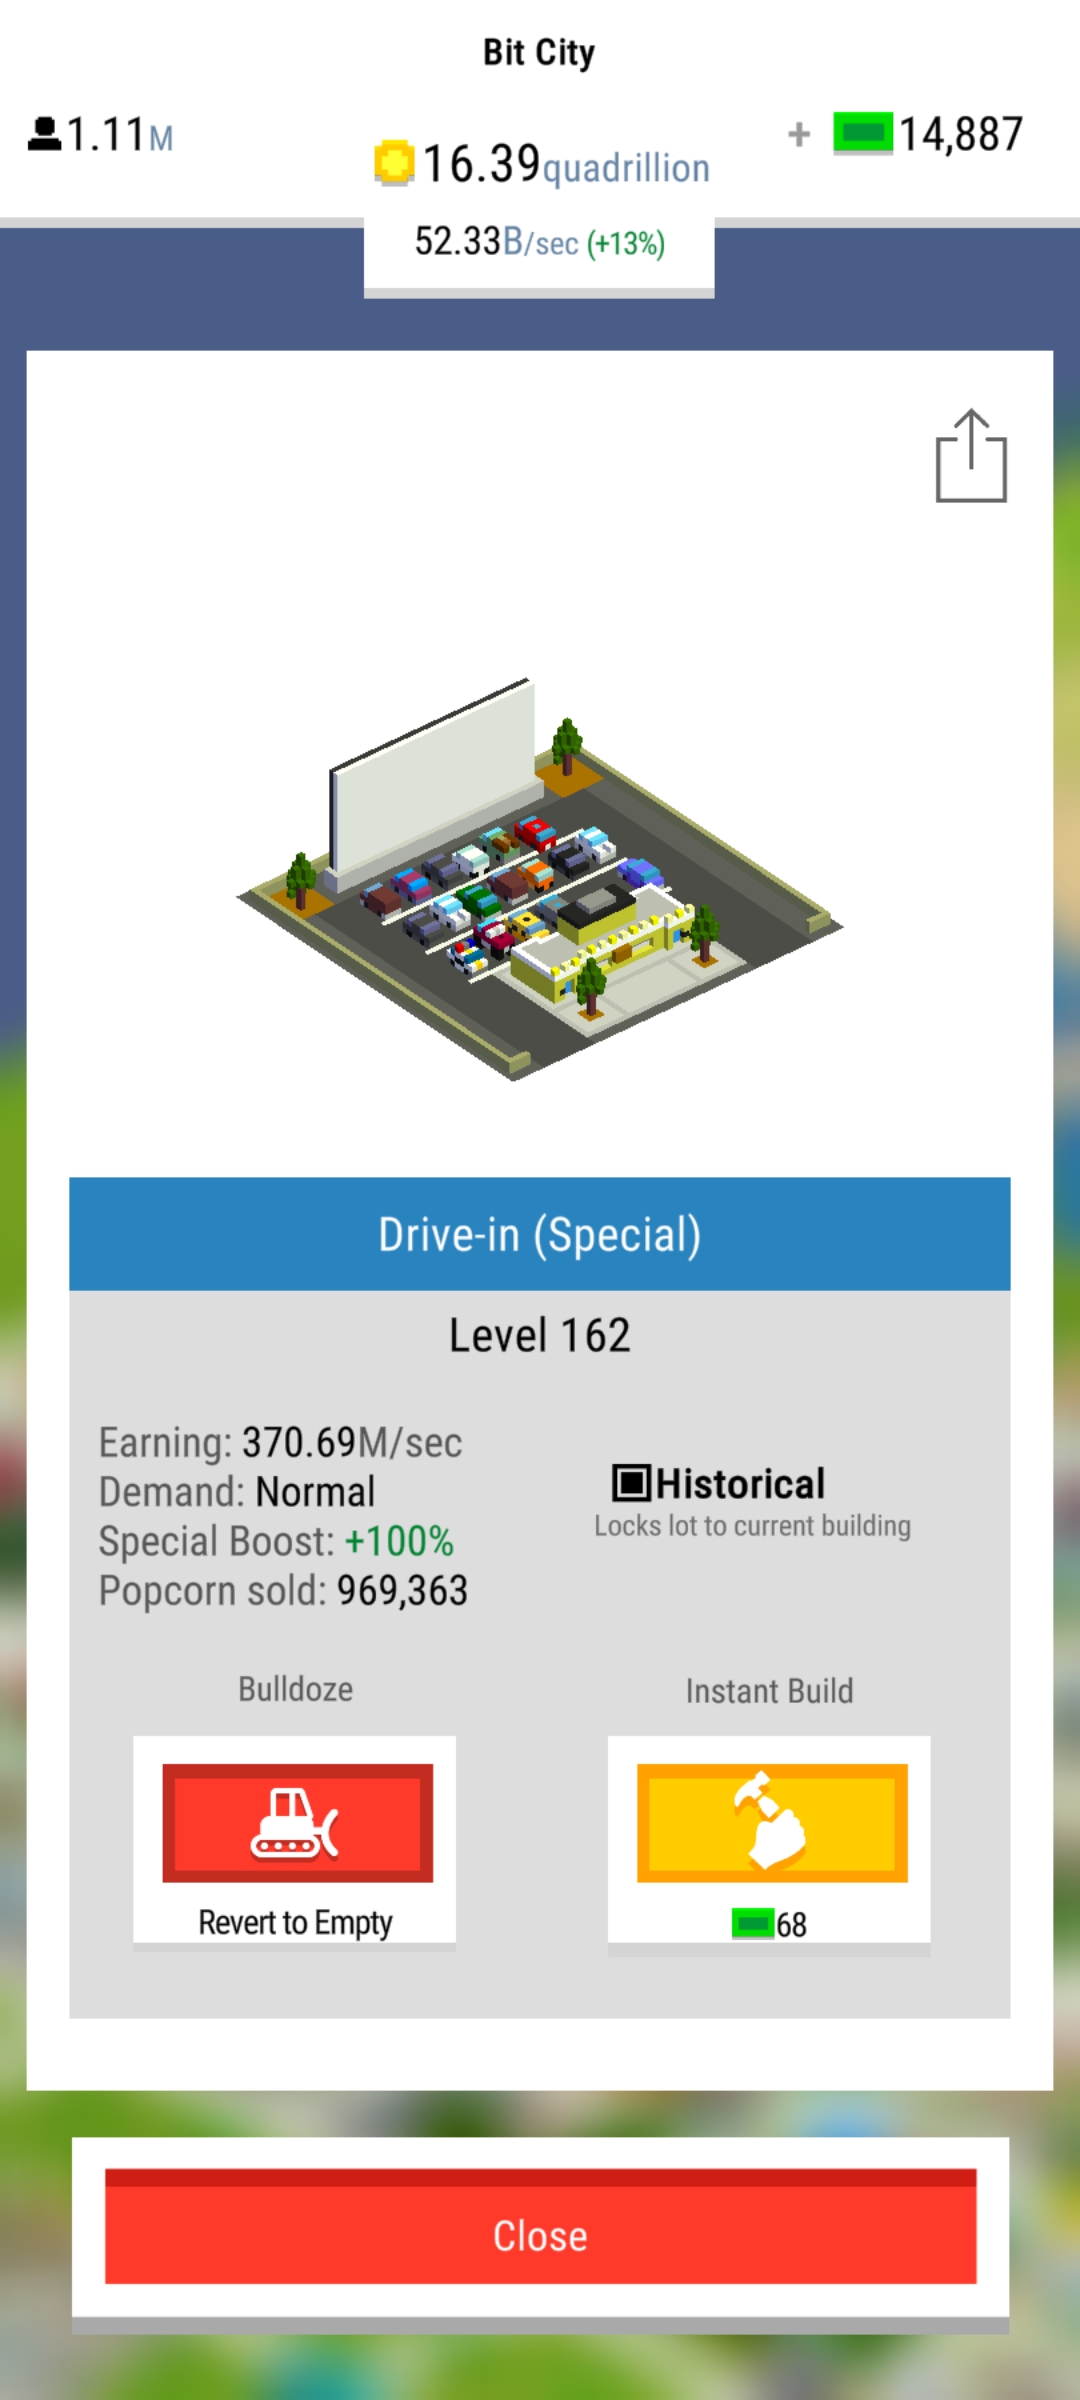 Bit City
1.11M
16.39quadrillion
+ 14,887
52.33B/sec (+13%)
Drive-in (Special)
Level 162
Earning: 370.69M/sec
Demand: Normal
Special Boost: +100%
Popcorn sold: 969,363
Historical
Locks lot to current building
Bulldoze
Instant Build
Revert to Empty
68
Close